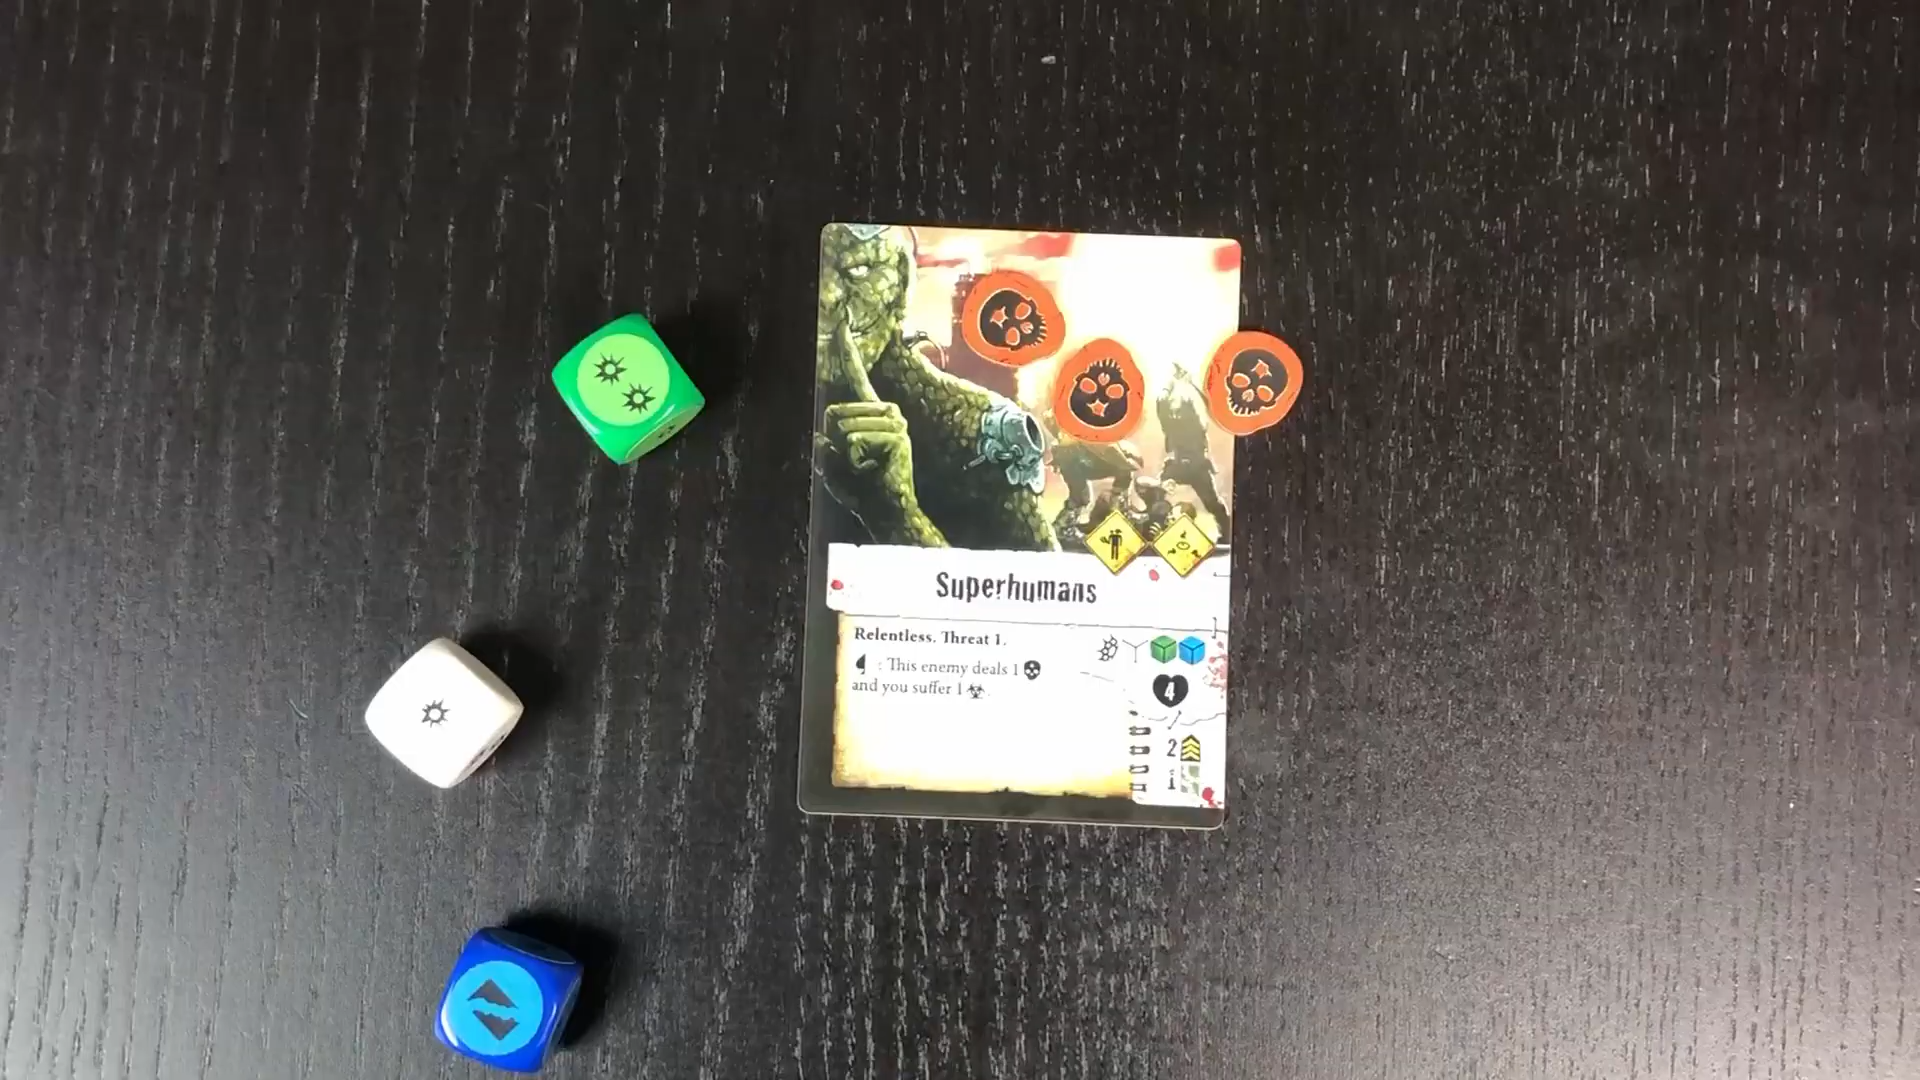 Superhumans
Relentless. Threat 1.
: This enemy deals 1
and you suffer 1 .
4
2
1